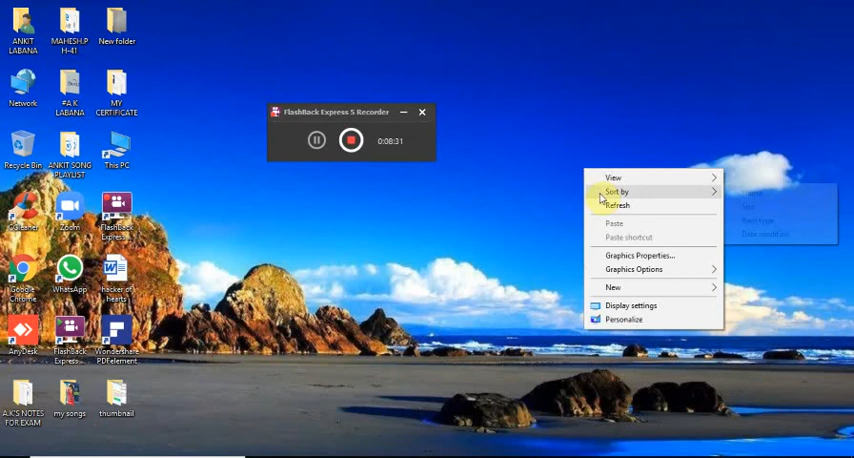 ANKIT
LABANA
MAHESH.P
H-41
New folder
Network
#A.K
LABANA
MY
CERTIFICATE
Recycle Bin
ANKIT SONG
PLAYLIST
This PC
CCleaner
Zoom
Flashback
Express...
Google
Chrome
WhatsApp
hacker of
hearts
AnyDesk
Flashback
Express...
Wondershare
PDFelement
A.K'S NOTES
FOR EXAM
my songs
thumbnail
FlashBack Express 5 Recorder
0:08:31
View
Sort by
Refresh
Paste
Paste shortcut
Graphics Properties...
Graphics Options
New
Display settings
Personalize
Name
Size
Item type
Date modified